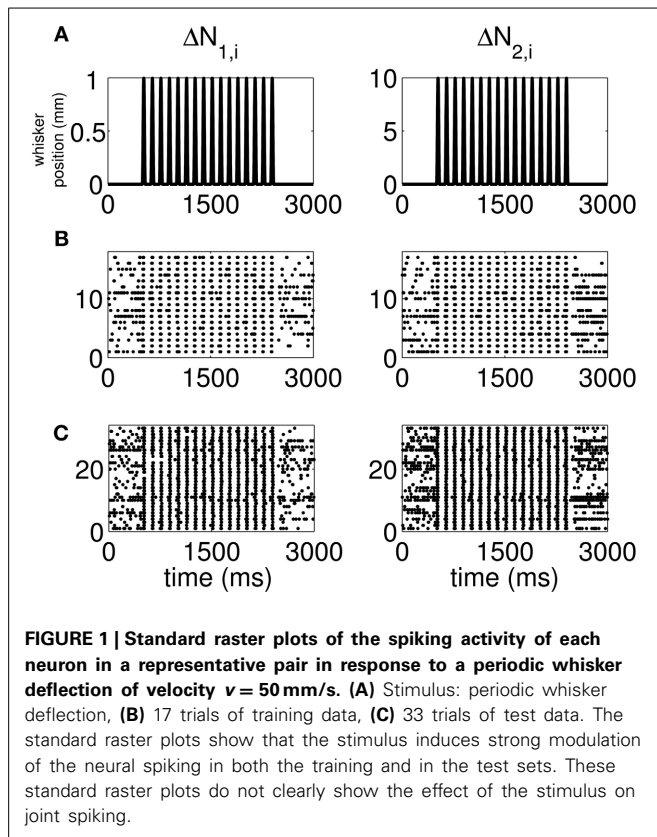 A
ΔN1,i
ΔN2,i
whisker
position (mm)
1
0.5
0
0 1500 3000
10
5
0
0 1500 3000
B
10
0
0 1500 3000
10
0
0 1500 3000
C
20
0
0 1500 3000
time (ms)
20
0
0 1500 3000
time (ms)
FIGURE 1 | Standard raster plots of the spiking activity of each
neuron in a representative pair in response to a periodic whisker
deflection of velocity v = 50 mm/s. (A) Stimulus: periodic whisker
deflection, (B) 17 trials of training data, (C) 33 trials of test data. The
standard raster plots show that the stimulus induces strong modulation
of the neural spiking in both the training and in the test sets. These
standard raster plots do not clearly show the effect of the stimulus on
joint spiking.